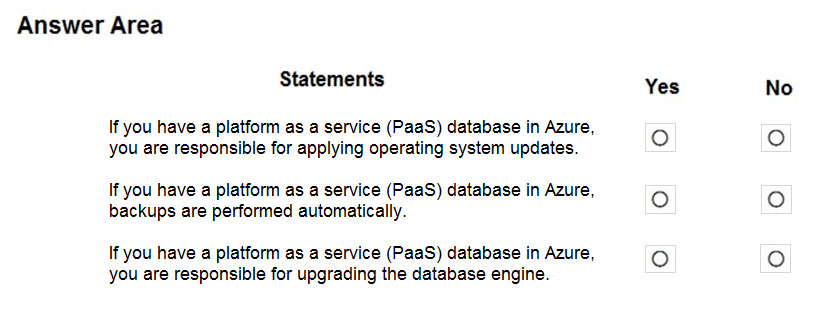 Answer Area
Statements Yes No
If you have a platform as a service (PaaS) database in Azure,
you are responsible for applying operating system updates.
If you have a platform as a service (PaaS) database in Azure,
backups are performed automatically.
If you have a platform as a service (PaaS) database in Azure,
you are responsible for upgrading the database engine.